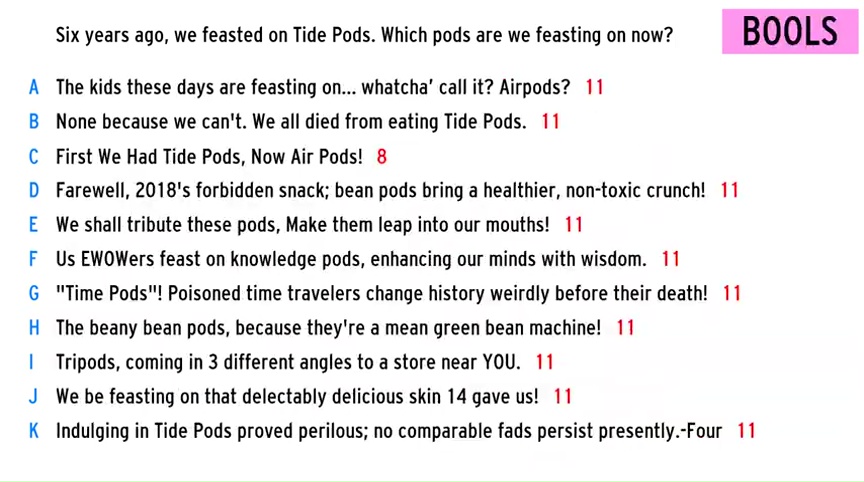 Six years ago, we feasted on Tide Pods. Which pods are we feasting on now?
BOOLS
A The kids these days are feasting on... whatcha' call it? Airpods? 11
B None because we can't. We all died from eating Tide Pods. 11
C First We Had Tide Pods, Now Air Pods! 8
D Farewell, 2018's forbidden snack; bean pods bring a healthier, non-toxic crunch! 11
E We shall tribute these pods, Make them leap into our mouths! 11
F Us EWOWers feast on knowledge pods, enhancing our minds with wisdom. 11
G "Time Pods"! Poisoned time travelers change history weirdly before their death! 11
H The beany bean pods, because they're a mean green bean machine! 11
I Tripods, coming in 3 different angles to a store near YOU. 11
J We be feasting on that delectably delicious skin 14 gave us! 11
K Indulging in Tide Pods proved perilous; no comparable fads persist presently.-Four 11